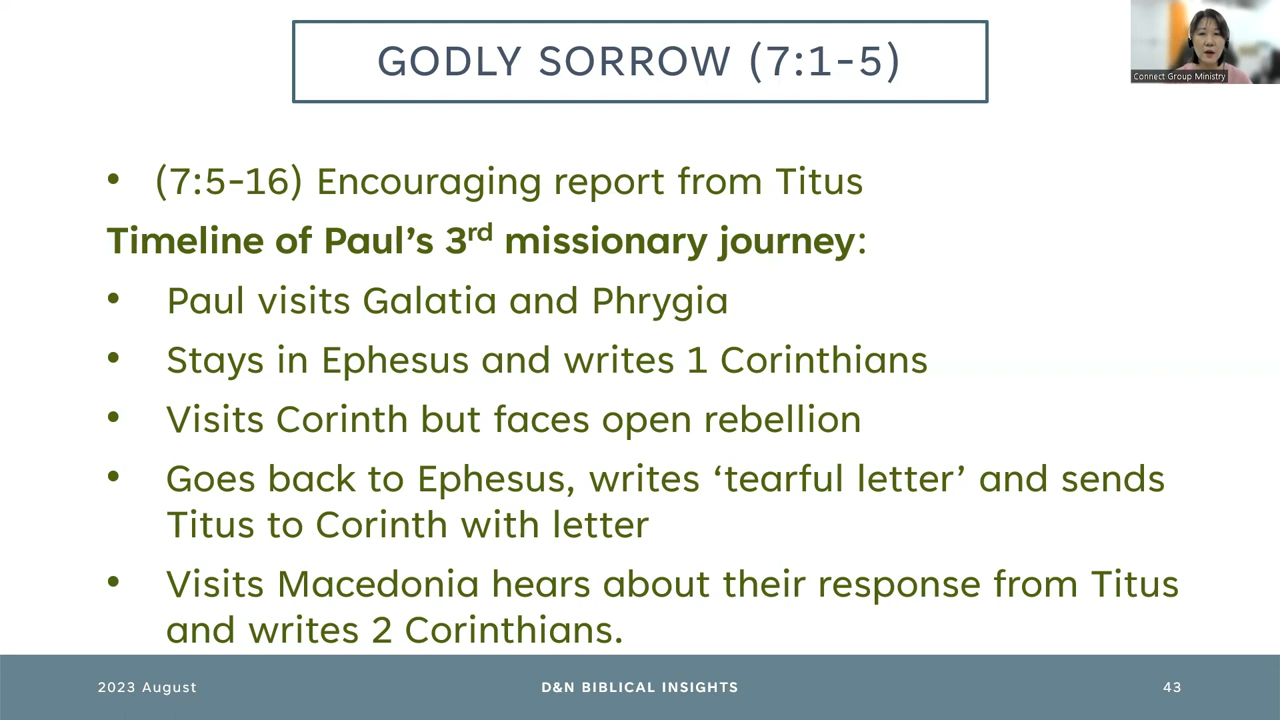 GODLY SORROW (7:1-5)
Connect Group Ministry
• (7:5-16) Encouraging report from Titus
Timeline of Paul’s 3rd missionary journey:
• Paul visits Galatia and Phrygia
• Stays in Ephesus and writes 1 Corinthians
• Visits Corinth but faces open rebellion
• Goes back to Ephesus, writes ‘tearful letter’ and sends
Titus to Corinth with letter
• Visits Macedonia hears about their response from Titus
and writes 2 Corinthians.
2023 August
D&N BIBLICAL INSIGHTS
43